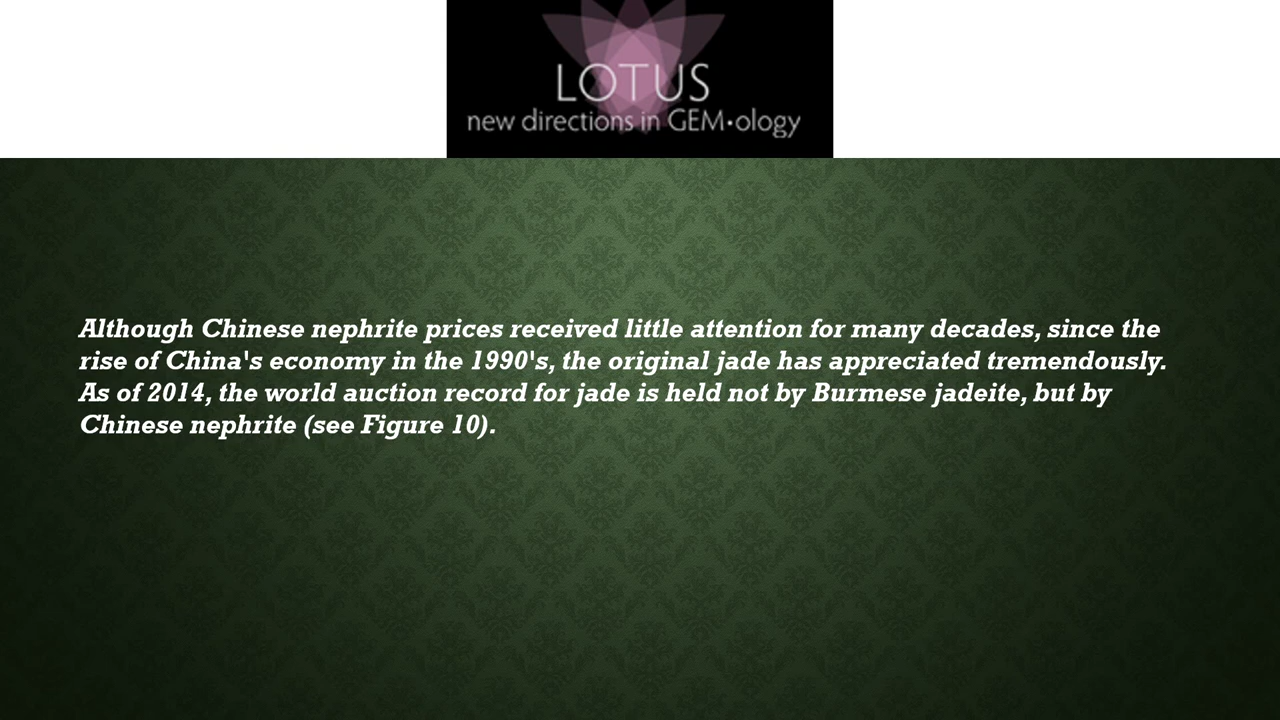 LOTUS
new directions in GEM•ology
Although Chinese nephrite prices received little attention for many decades, since the
rise of China's economy in the 1990's, the original jade has appreciated tremendously.
As of 2014, the world auction record for jade is held not by Burmese jadeite, but by
Chinese nephrite (see Figure 10).